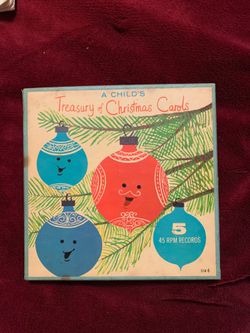 A CHILD'S
Treasury of Christmas Carols
5
45 RPM RECORDS